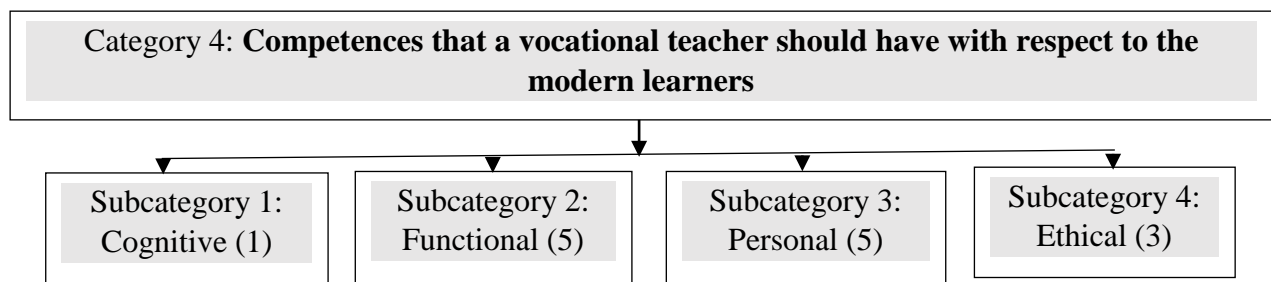 Category 4: Competences that a vocational teacher should have with respect to the
modern learners
Subcategory 1:
Cognitive (1)
Subcategory 2:
Functional (5)
Subcategory 3:
Personal (5)
Subcategory 4:
Ethical (3)